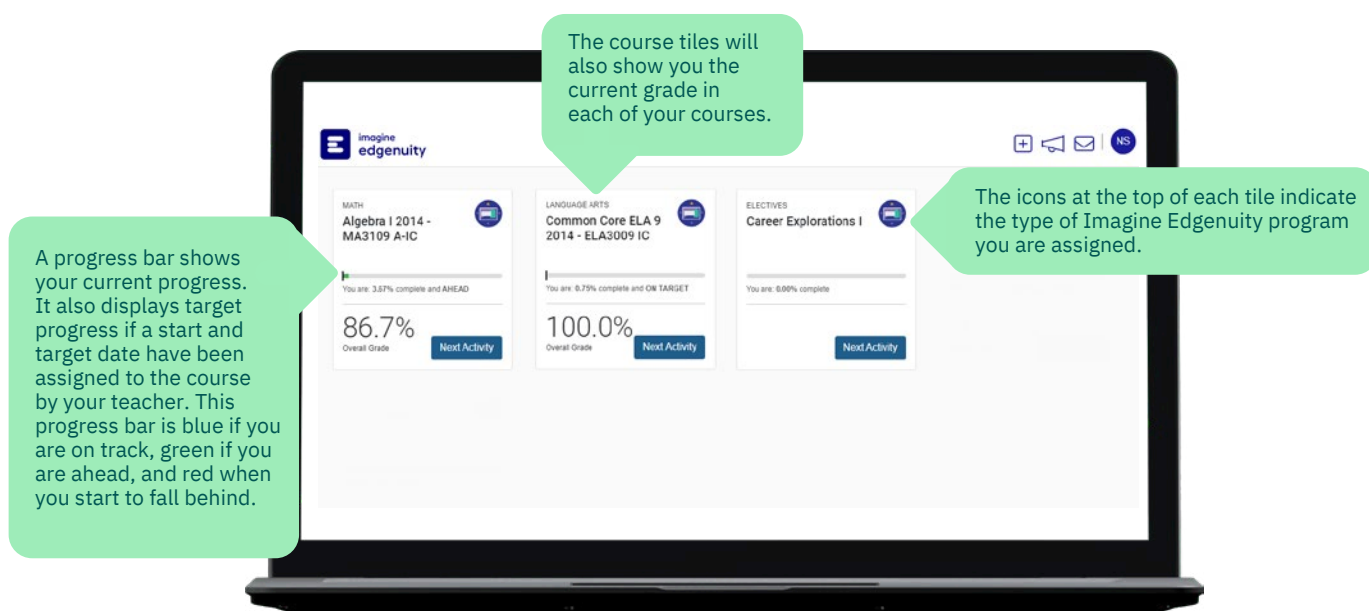 The course tiles will
also show you the
current grade in
each of your courses.
imagine
edgenuity
NS
The icons at the top of each tile indicate
the type of Imagine Edgenuity program
you are assigned.
A progress bar shows
your current progress.
It also displays target
progress if a start and
target date have been
assigned to the course
by your teacher. This
progress bar is blue if you
are on track, green if you
are ahead, and red when
you start to fall behind.
MATH
Algebra I 2014 -
MA3109 A-IC
You are: 3.67% complete and AHEAD
86.7%
Overall Grade
Next Activity
LANGUAGE ARTS
Common Core ELA 9
2014 - ELA3009 IC
You are: 0.75% complete and ON TARGET
100.0%
Overall Grade
Next Activity
ELECTIVES
Career Explorations I
You are: 0.00% complete
Next Activity